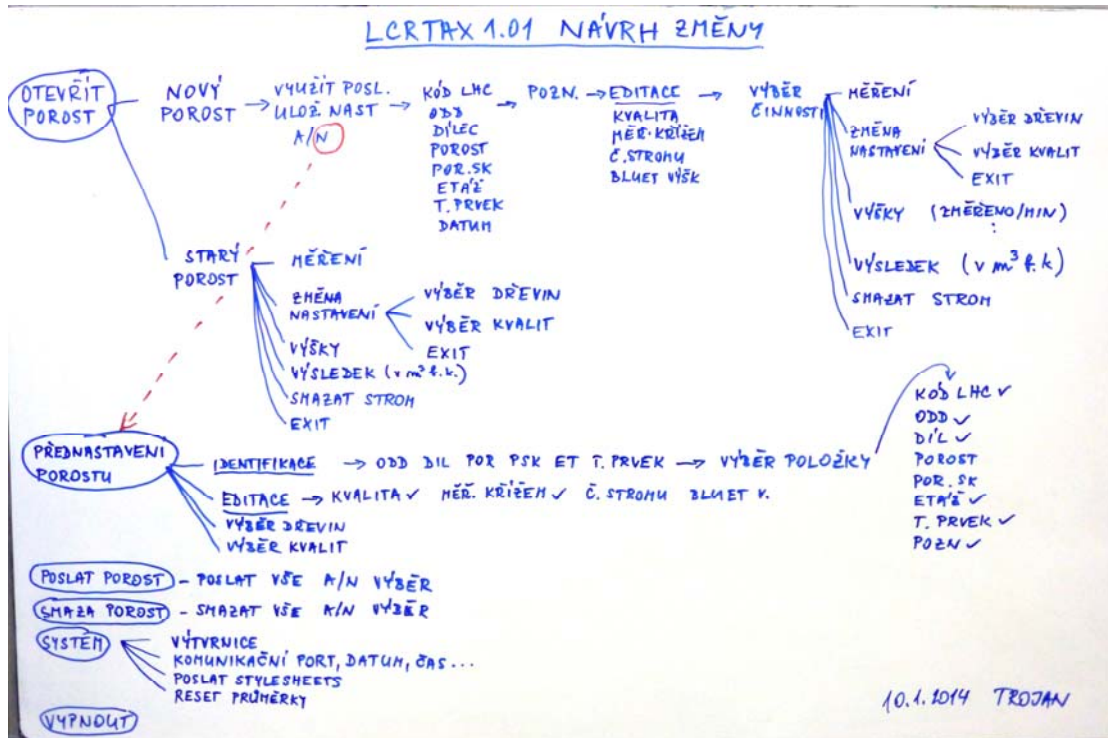 LCRTAX 1.01 NÁVRH ZMĚNY
OTEVŘÍT
POROST
NOVÝ
POROST
VYUŽÍT POSL.
ULOŽ NAST
A/N
KÓD LHC
ODD
DÍLEC
POROST
POR.SK
ETÁŽ
T. PRVEK
DATUM
POZN.
EDITACE
KVALITA
MĚR. KŘÍŽEM
Č. STROMU
BLUET VÝŠK
VÝBĚR
ČINNOSTI
MĚŘENÍ
ZMĚNA
NASTAVENÍ
VÝBĚR DŘEVIN
VÝBĚR KVALIT
EXIT
VÝŠKY (ZMĚŘENO/MIN)
:
VÝSLEDEK (v m³ b.k)
SMAZAT STROM
EXIT
STARÝ
POROST
MĚŘENÍ
ZMĚNA
NASTAVENÍ
VÝBĚR DŘEVIN
VÝBĚR KVALIT
EXIT
VÝŠKY
VÝSLEDEK (v m³ b.k.)
SMAZAT STROM
EXIT
PŘEDNASTAVENI
POROSTU
IDENTIFIKACE → ODD DIL POR PSK ET T. PRVEK → VÝBĚR POLOŽKY
KÓD LHC ✓
ODD ✓
DÍL ✓
POROST
POR. SK
ETÁŽ ✓
T. PRVEK ✓
POZN ✓
EDITACE → KVALITA ✓ MĚŘ. KŘÍŽEM ✓ Č. STROMU BLUET V.
VÝBĚR DŘEVIN
VÝBĚR KVALIT
POSLAT POROST - POSLAT VŠE A/N VÝBĚR
SMAZA POROST - SMAZAT VŠE A/N VÝBĚR
SYSTÉM
VÝTVRNICE
KOMUNIKAČNÍ PORT, DATUM, ČAS...
POSLAT STYLESHEETS
RESET PRŮMĚRKY
VYPNOUT
10.1.2014 TROJAN